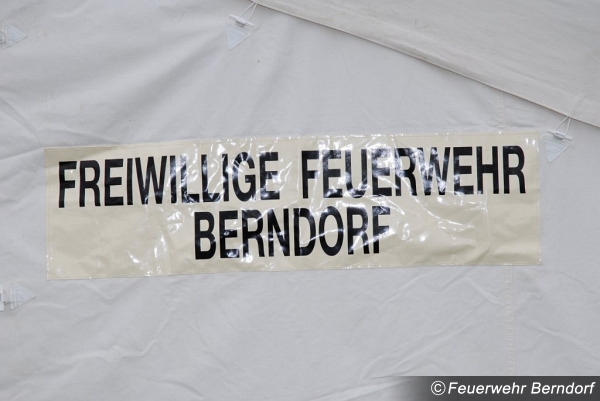 FREIWILLIGE FEUERWEHR
BERNDORF
©Feuerwehr Berndorf